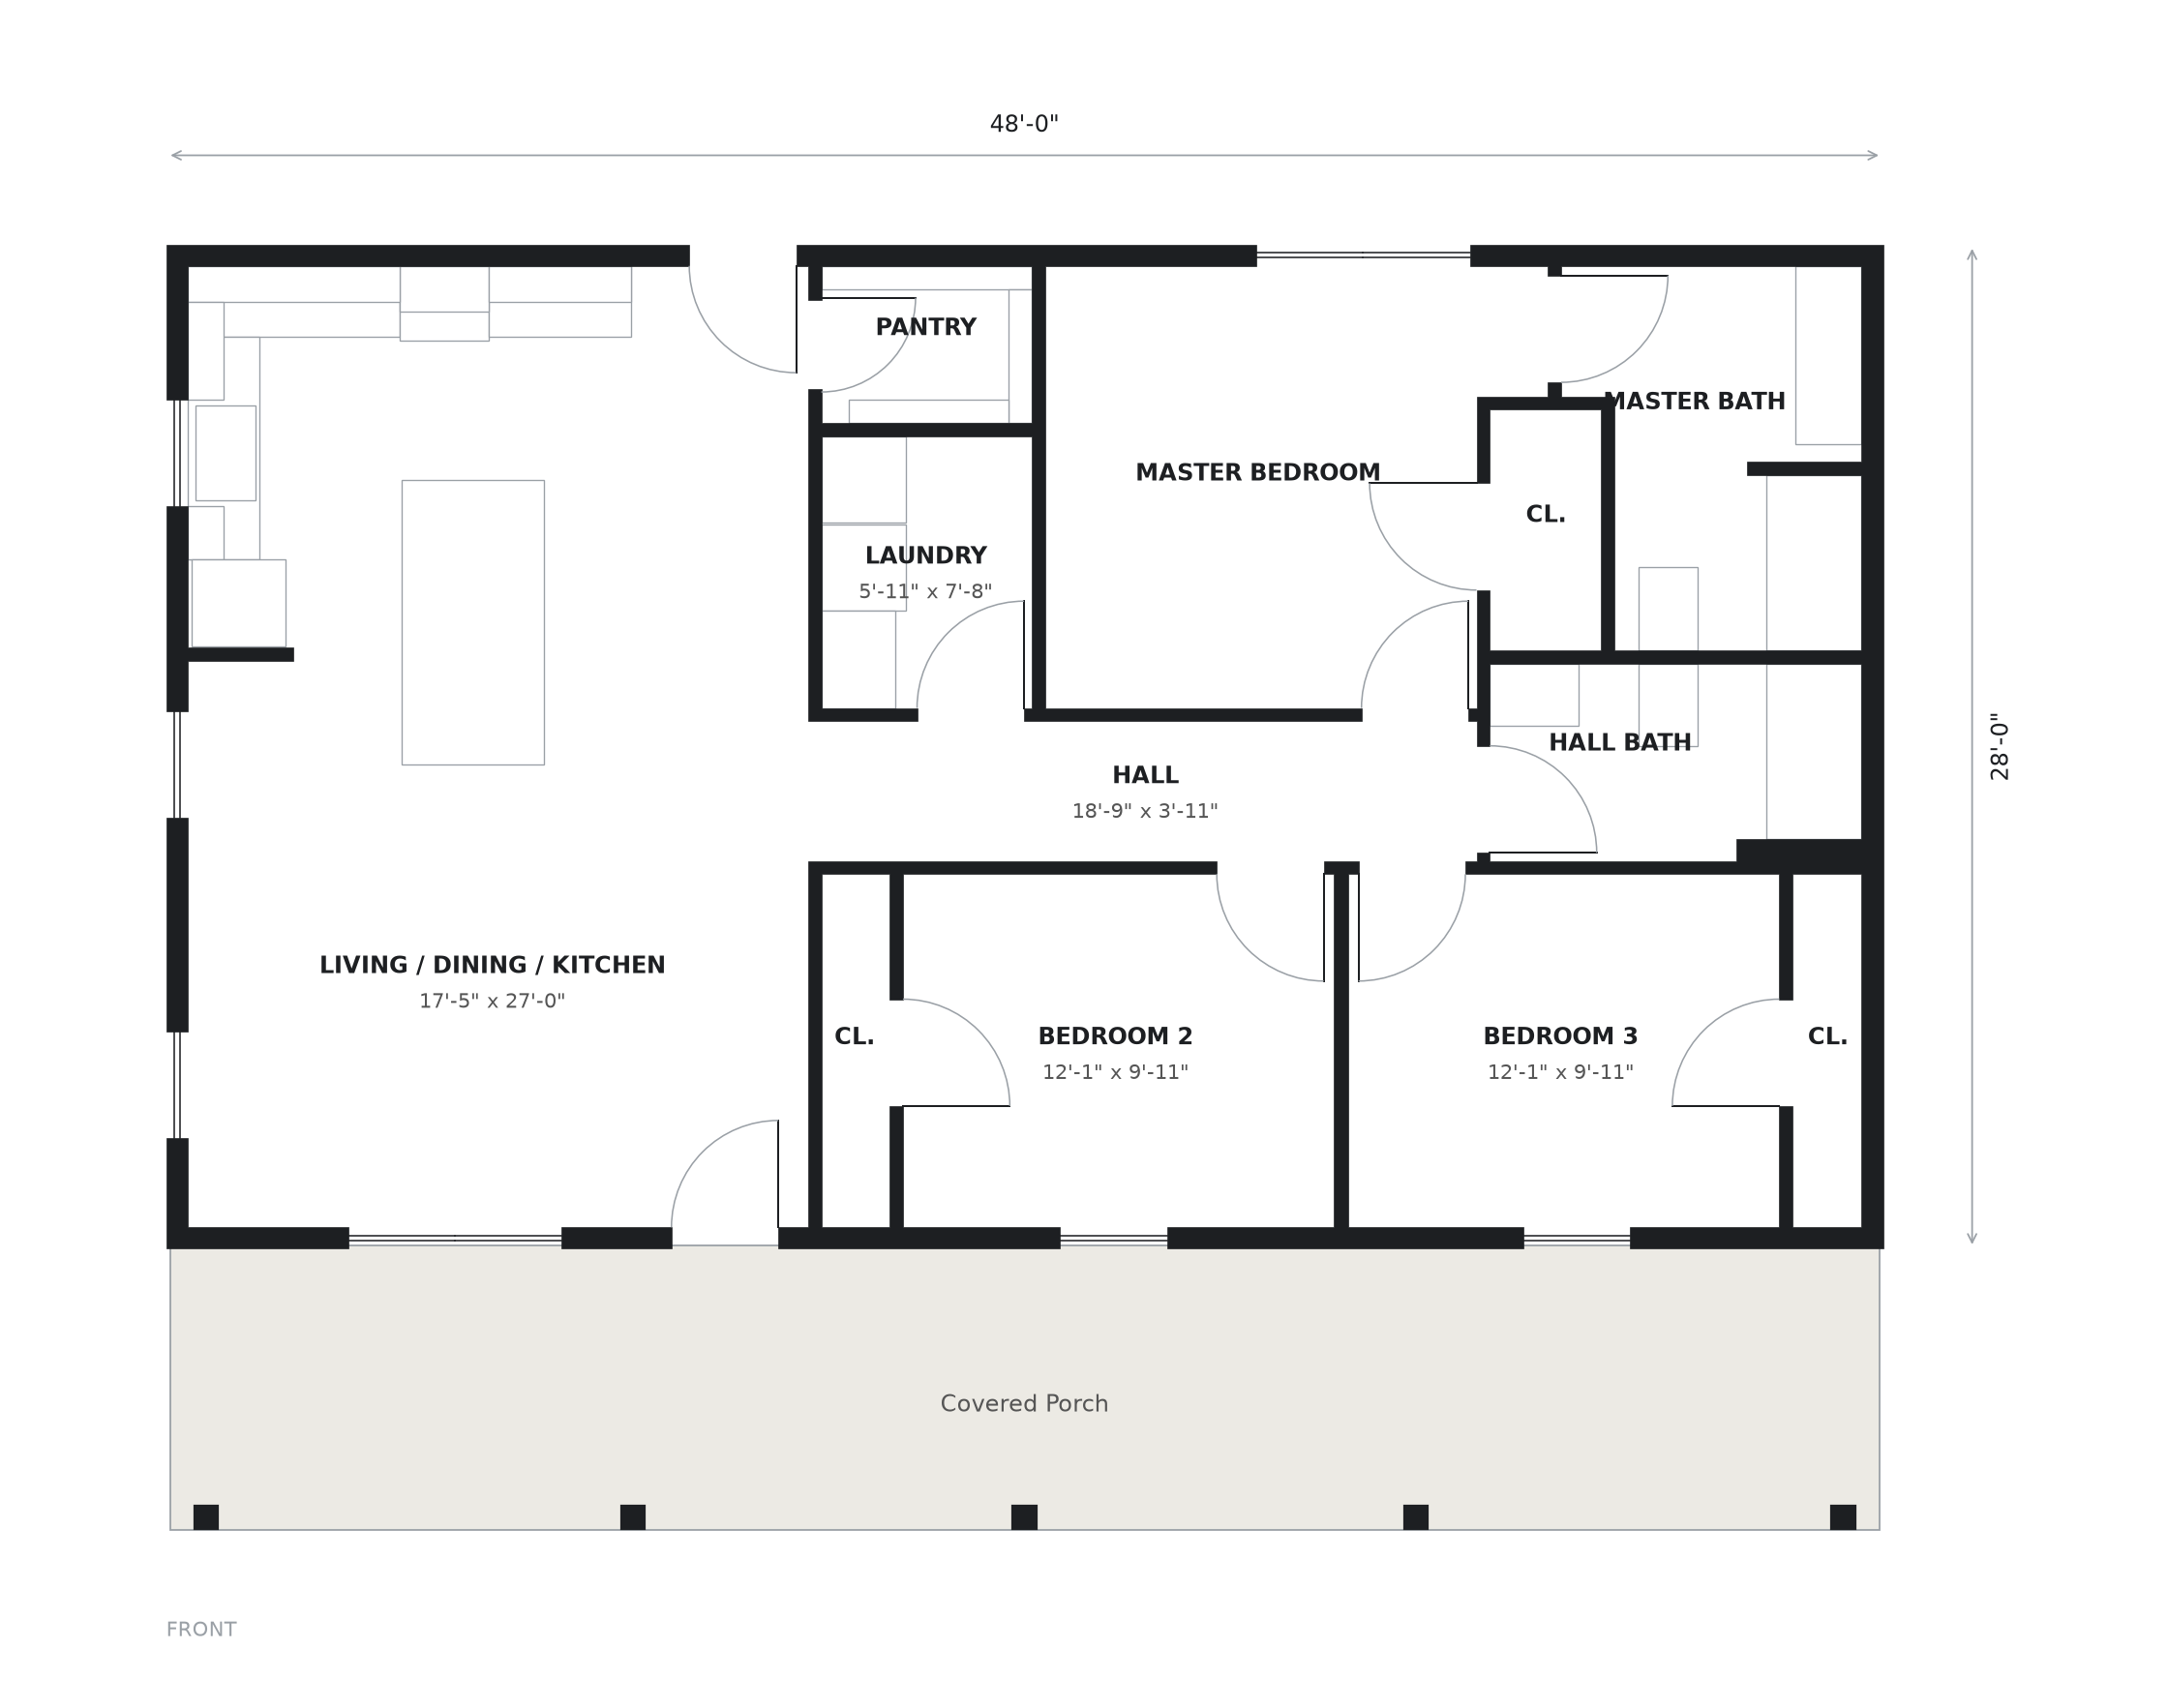 48'-0"
PANTRY
MASTER BATH
MASTER BEDROOM
CL.
LAUNDRY
5'-11" x 7'-8"
28'-0"
HALL BATH
HALL
18'-9" x 3'-11"
LIVING / DINING / KITCHEN
17'-5" x 27'-0"
CL.
BEDROOM 2
12'-1" x 9'-11"
BEDROOM 3
12'-1" x 9'-11"
CL.
Covered Porch
FRONT